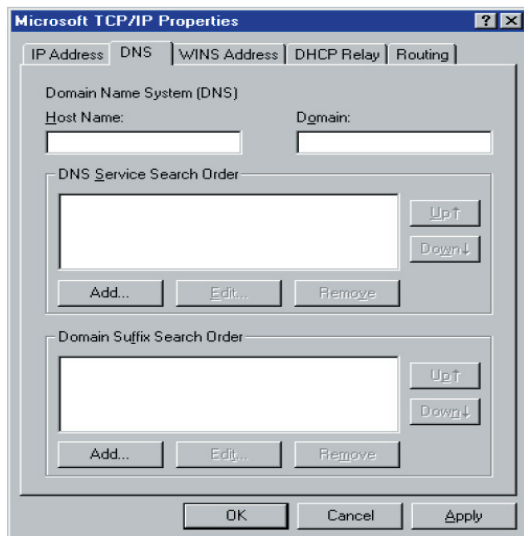 Microsoft TCP/IP Properties ? X
IP Address DNS WINS Address DHCP Relay Routing
Domain Name System (DNS)
Host Name: Domain:
DNS Service Search Order
Up↑
Down↓
Add... Edit... Remove
Domain Suffix Search Order
Up↑
Down↓
Add... Edit... Remove
OK Cancel Apply